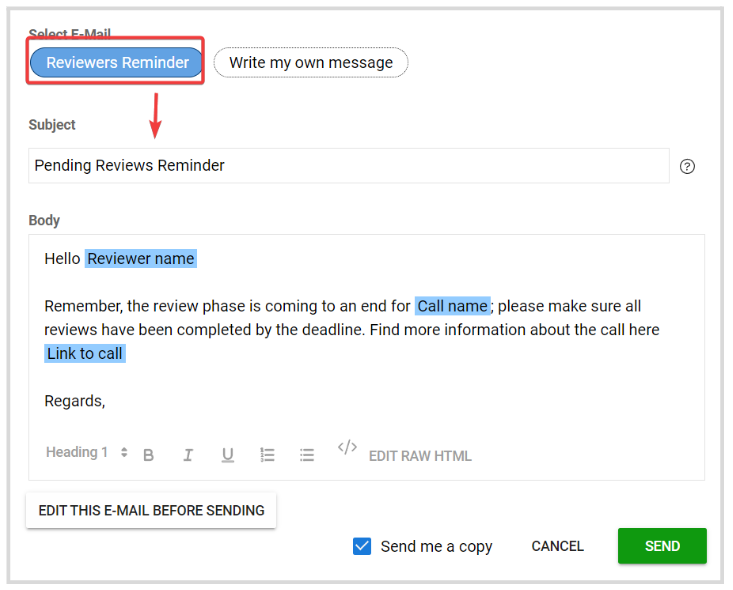 Select E-Mail
Reviewers Reminder Write my own message
Subject
Pending Reviews Reminder ?
Body
Hello Reviewer name
Remember, the review phase is coming to an end for Call name; please make sure all
reviews have been completed by the deadline. Find more information about the call here
Link to call
Regards,
Heading 1 B I U </> EDIT RAW HTML
EDIT THIS E-MAIL BEFORE SENDING
Send me a copy CANCEL SEND